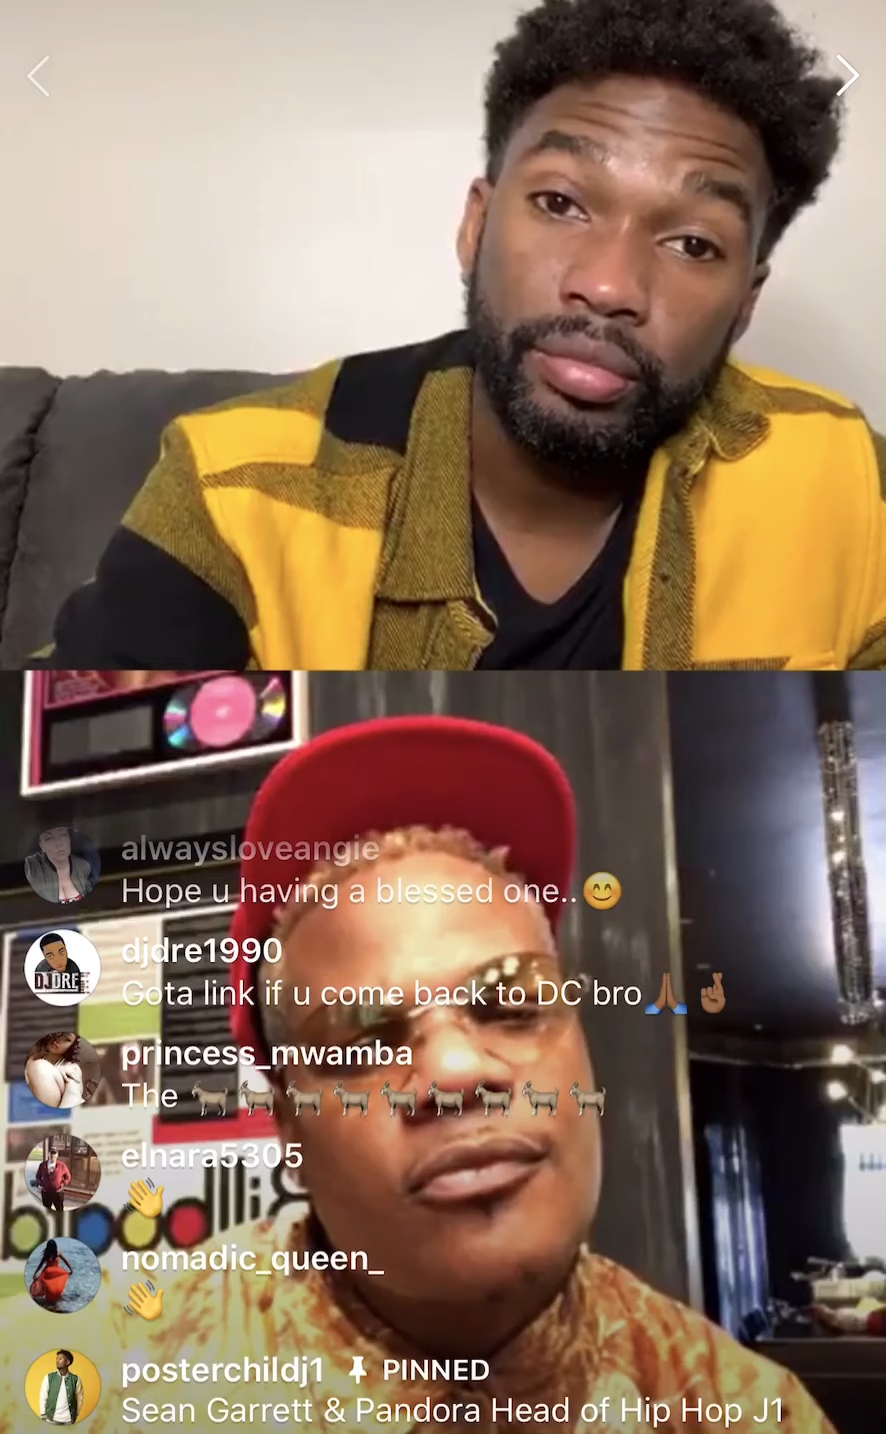 alwaysloveangie
Hope u having a blessed one..😊
djdre1990
DJDRE
Gota link if u come back to DC bro🙏🏾🤞🏾
princess_mwamba
The 🐐🐐🐐🐐🐐🐐🐐🐐🐐
elnara5305
👋
nomadic_queen_
👋
posterchildj1 📌 PINNED
Sean Garrett & Pandora Head of Hip Hop J1